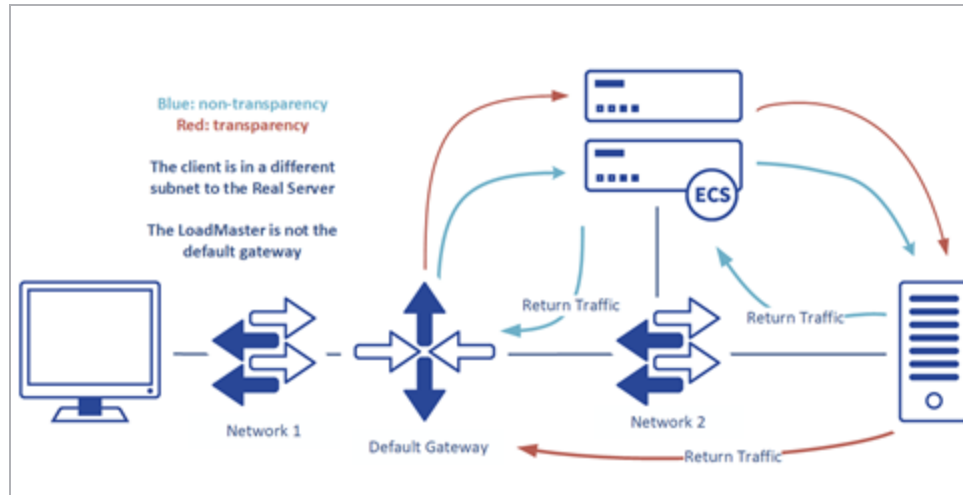 Blue: non-transparency
Red: transparency
The client is in a different
subnet to the Real Server
The LoadMaster is not the
default gateway
ECS
Return Traffic
Return Traffic
Network 1
Network 2
Default Gateway
Return Traffic